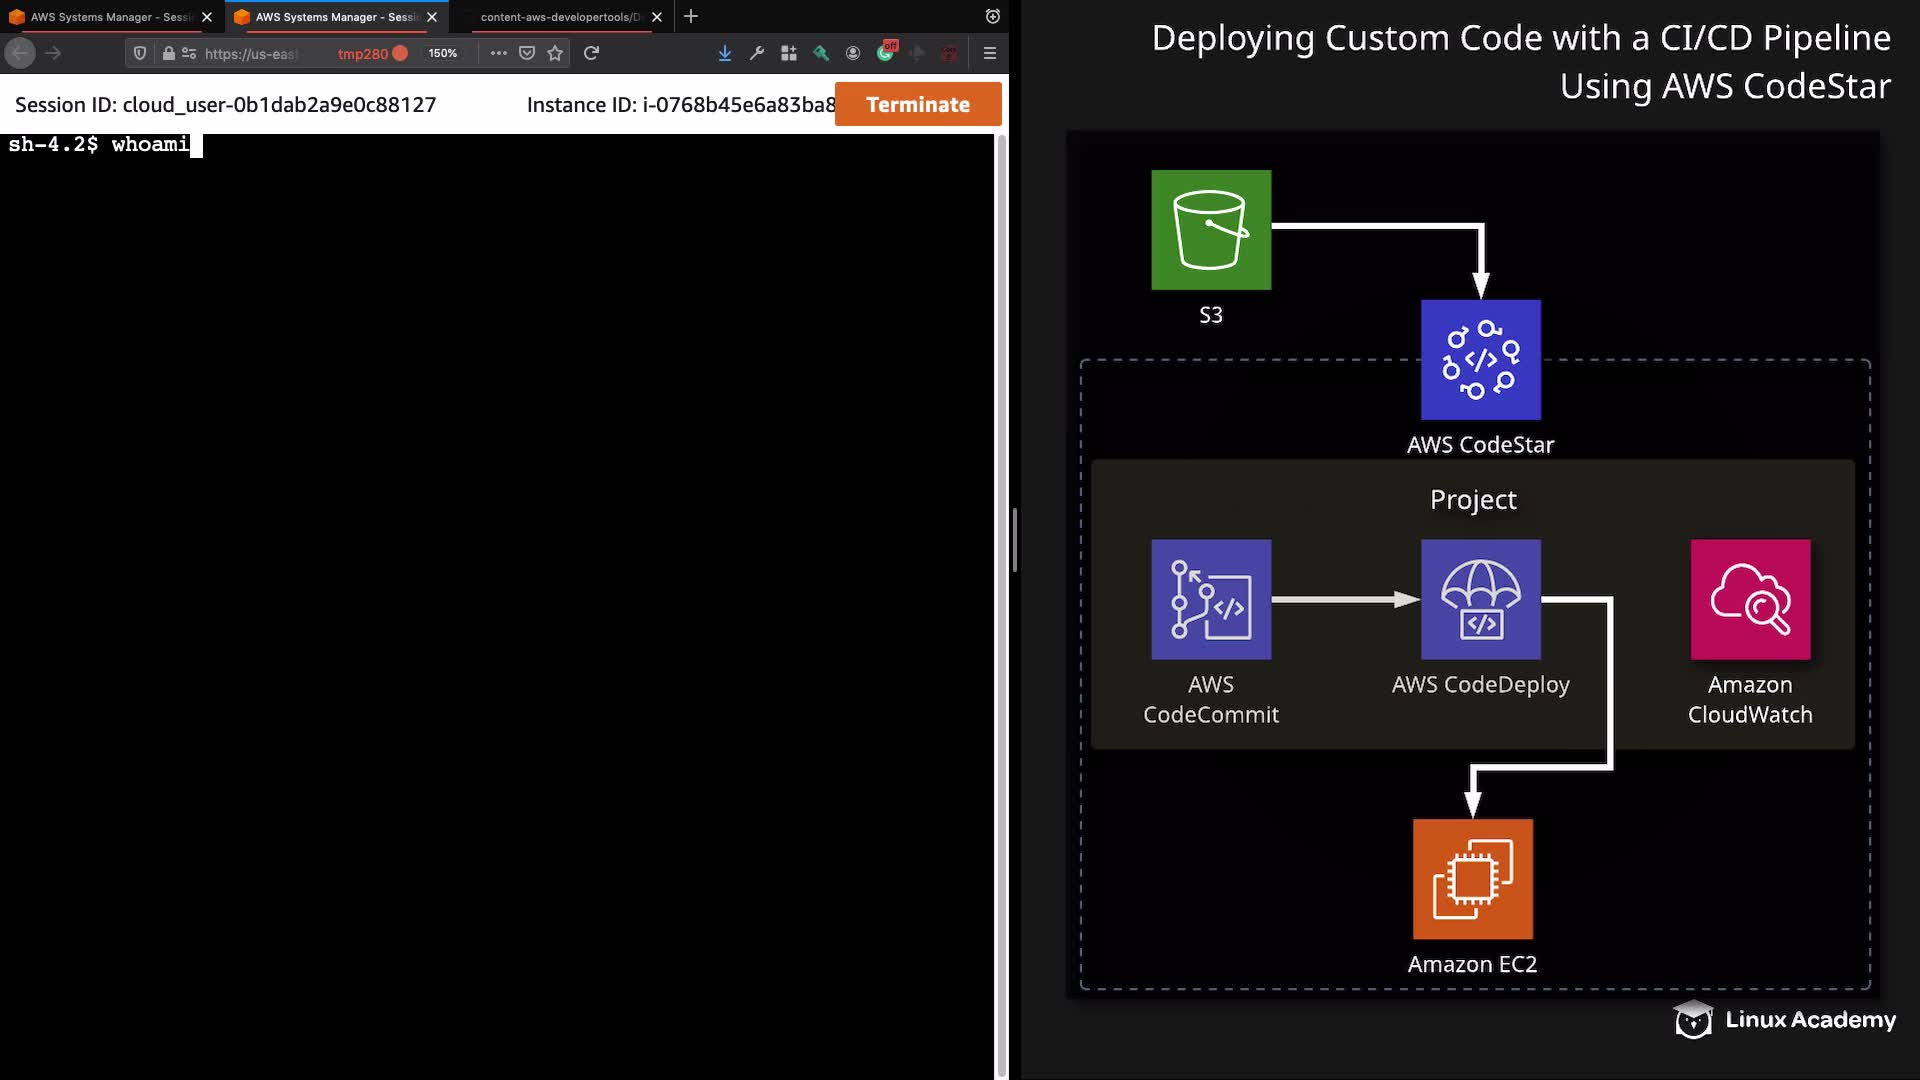 AWS Systems Manager - Sessi
AWS Systems Manager - Sessi
content-aws-developertools/D
https://us-east
tmp280
150%
off
Session ID: cloud_user-0b1dab2a9e0c88127
Instance ID: i-0768b45e6a83ba8
Terminate
sh-4.2$ whoami
Deploying Custom Code with a CI/CD Pipeline
Using AWS CodeStar
S3
AWS CodeStar
Project
AWS
CodeCommit
AWS CodeDeploy
Amazon
CloudWatch
Amazon EC2
Linux Academy